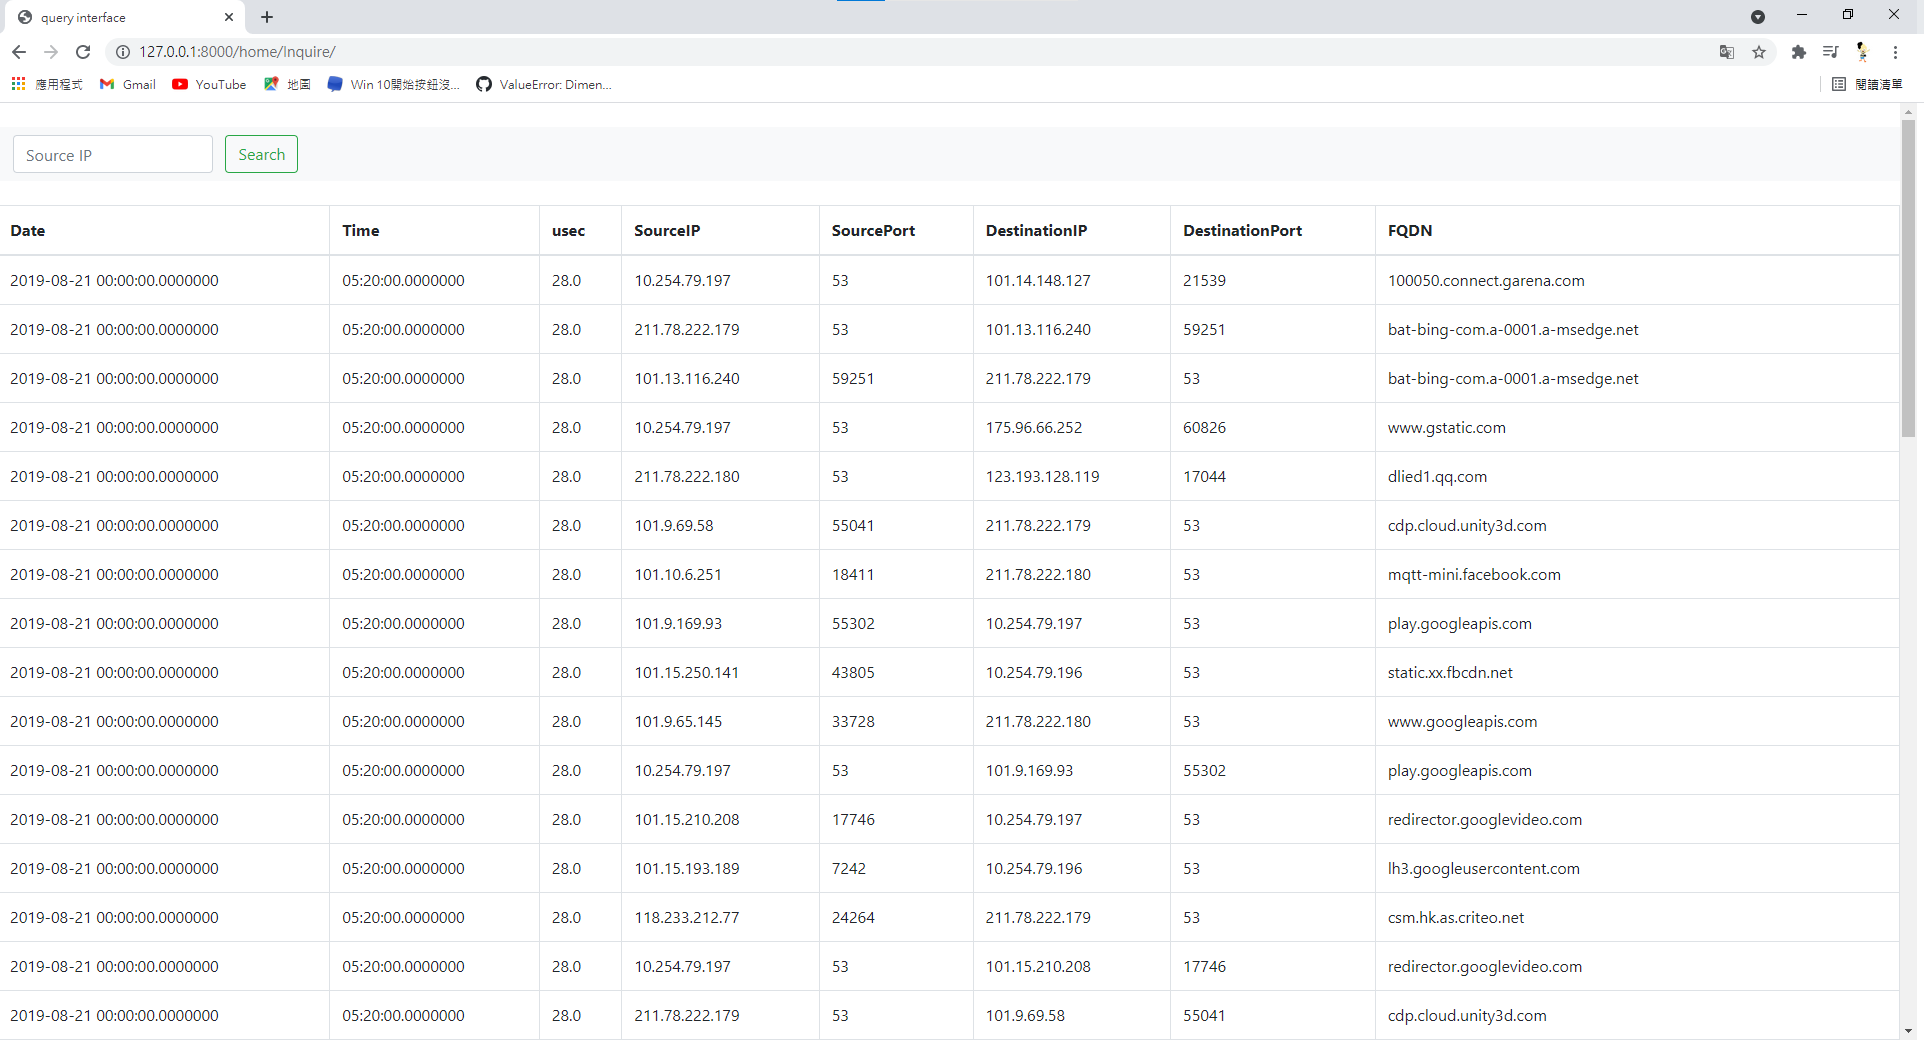 query interface
127.0.0.1:8000/home/Inquire/
應用程式 Gmail YouTube 地圖 Win 10開始按鈕沒... ValueError: Dimen... 閱讀清單
Source IP Search
Date Time usec SourceIP SourcePort DestinationIP DestinationPort FQDN
2019-08-21 00:00:00.0000000 05:20:00.0000000 28.0 10.254.79.197 53 101.14.148.127 21539 100050.connect.garena.com
2019-08-21 00:00:00.0000000 05:20:00.0000000 28.0 211.78.222.179 53 101.13.116.240 59251 bat-bing-com.a-0001.a-msedge.net
2019-08-21 00:00:00.0000000 05:20:00.0000000 28.0 101.13.116.240 59251 211.78.222.179 53 bat-bing-com.a-0001.a-msedge.net
2019-08-21 00:00:00.0000000 05:20:00.0000000 28.0 10.254.79.197 53 175.96.66.252 60826 www.gstatic.com
2019-08-21 00:00:00.0000000 05:20:00.0000000 28.0 211.78.222.180 53 123.193.128.119 17044 dlied1.qq.com
2019-08-21 00:00:00.0000000 05:20:00.0000000 28.0 101.9.69.58 55041 211.78.222.179 53 cdp.cloud.unity3d.com
2019-08-21 00:00:00.0000000 05:20:00.0000000 28.0 101.10.6.251 18411 211.78.222.180 53 mqtt-mini.facebook.com
2019-08-21 00:00:00.0000000 05:20:00.0000000 28.0 101.9.169.93 55302 10.254.79.197 53 play.googleapis.com
2019-08-21 00:00:00.0000000 05:20:00.0000000 28.0 101.15.250.141 43805 10.254.79.196 53 static.xx.fbcdn.net
2019-08-21 00:00:00.0000000 05:20:00.0000000 28.0 101.9.65.145 33728 211.78.222.180 53 www.googleapis.com
2019-08-21 00:00:00.0000000 05:20:00.0000000 28.0 10.254.79.197 53 101.9.169.93 55302 play.googleapis.com
2019-08-21 00:00:00.0000000 05:20:00.0000000 28.0 101.15.210.208 17746 10.254.79.197 53 redirector.googlevideo.com
2019-08-21 00:00:00.0000000 05:20:00.0000000 28.0 101.15.193.189 7242 10.254.79.196 53 lh3.googleusercontent.com
2019-08-21 00:00:00.0000000 05:20:00.0000000 28.0 118.233.212.77 24264 211.78.222.179 53 csm.hk.as.criteo.net
2019-08-21 00:00:00.0000000 05:20:00.0000000 28.0 10.254.79.197 53 101.15.210.208 17746 redirector.googlevideo.com
2019-08-21 00:00:00.0000000 05:20:00.0000000 28.0 211.78.222.179 53 101.9.69.58 55041 cdp.cloud.unity3d.com